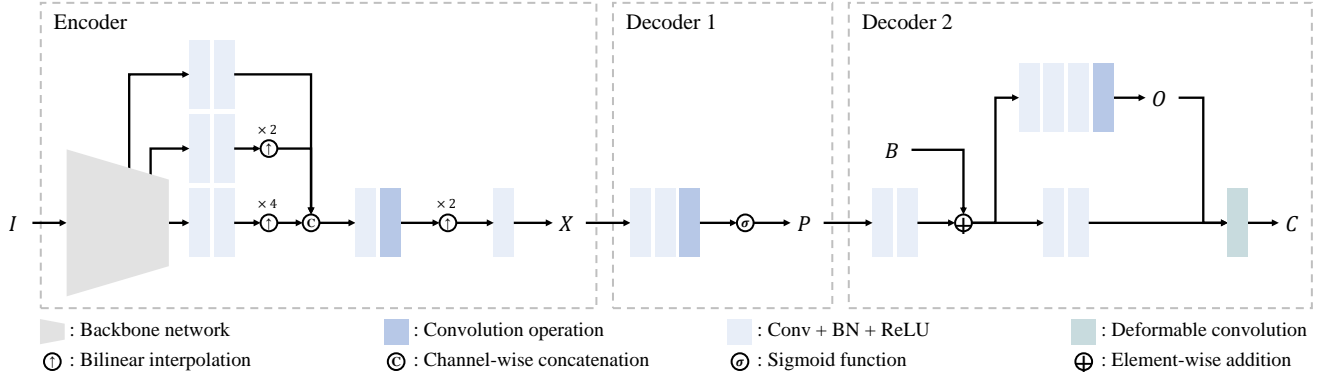 Encoder
Decoder 1
Decoder 2
× 2
O
B
× 4
× 2
↑
↑
↑
I
C
X
σ
P
C
: Backbone network
: Convolution operation
: Conv + BN + ReLU
: Deformable convolution
↑ : Bilinear interpolation
C : Channel-wise concatenation
σ : Sigmoid function
: Element-wise addition